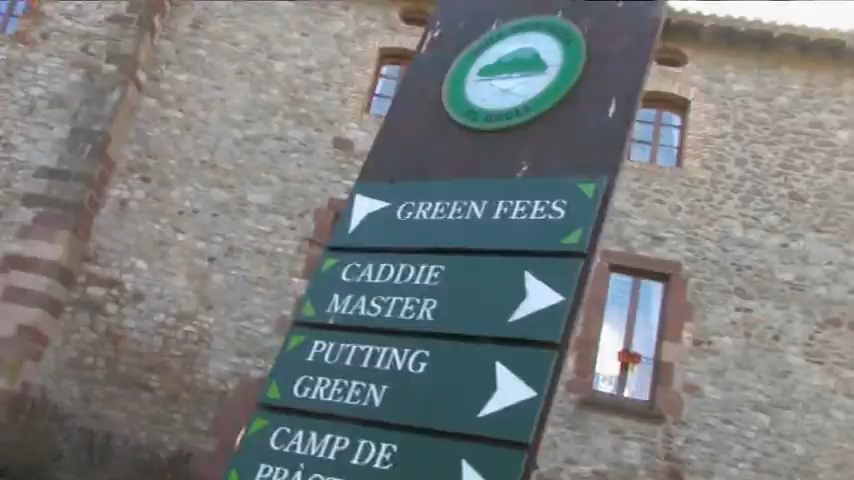 GREEN FEES
CADDIE
MASTER
PUTTING
GREEN
CAMP DE